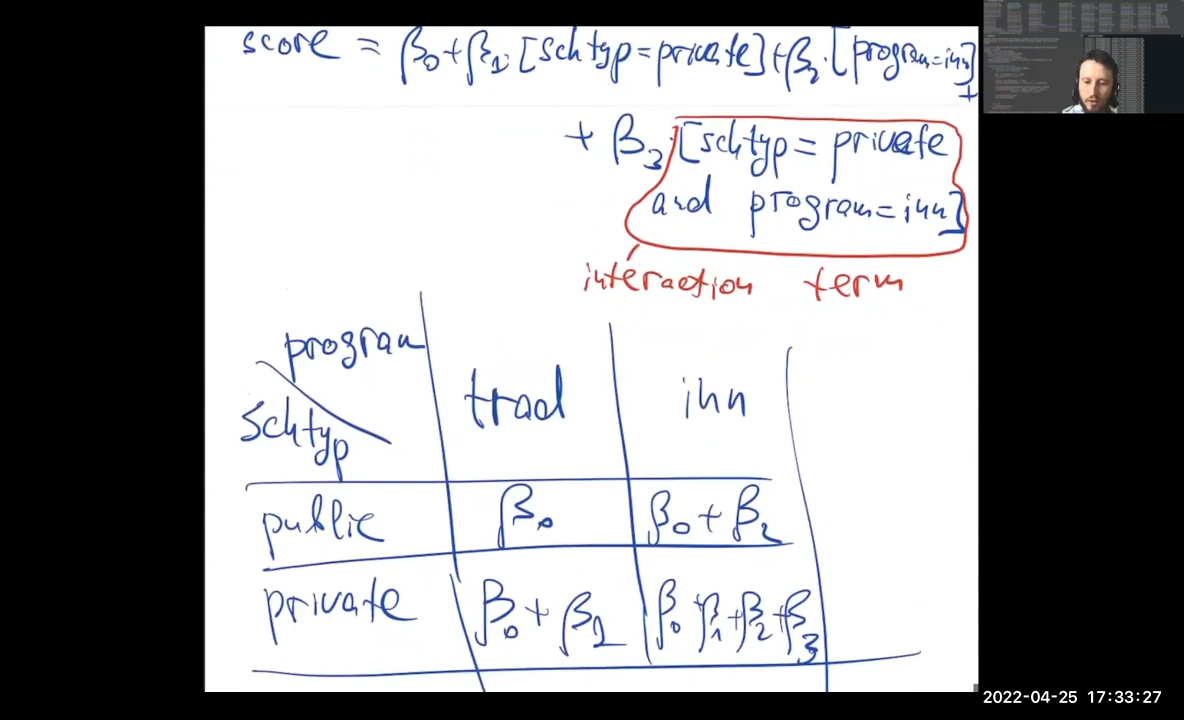 score = β₀+β₁·[schtyp=private]+β₂·[program=inn]
+
+ β₃·[schtyp= private
and program=inn]
interaction term
program
schtyp
trad inn
public β₀ β₀+β₂
private β₀+β₁ β₀+β₁+β₂+β₃
2022-04-25 17:33:27